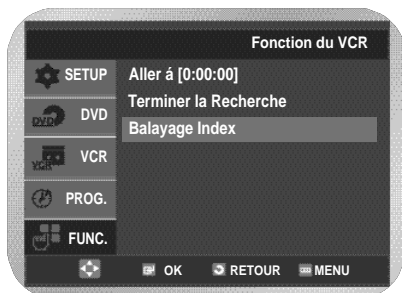 Fonction du VCR
SETUP
Aller á [0:00:00]
Terminer la Recherche
DVD
Balayage Index
VCR
PROG.
FUNC.
OK RETOUR MENU